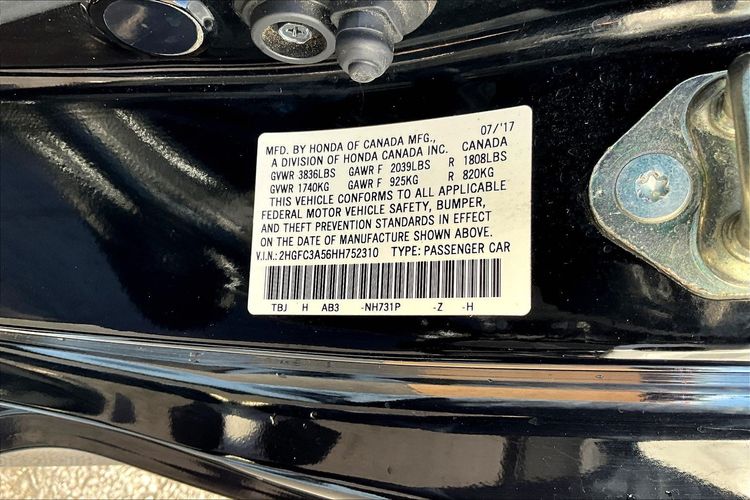 MFD. BY HONDA OF CANADA MFG., 07/'17
A DIVISION OF HONDA CANADA INC. CANADA
GVWR 3836LBS GAWR F 2039LBS R 1808LBS
GVWR 1740KG GAWR F 925KG R 820KG
THIS VEHICLE CONFORMS TO ALL APPLICABLE
FEDERAL MOTOR VEHICLE SAFETY, BUMPER,
AND THEFT PREVENTION STANDARDS IN EFFECT
ON THE DATE OF MANUFACTURE SHOWN ABOVE.
V.I.N.: 2HGFC3A56HH752310 TYPE: PASSENGER CAR
TBJ H AB3 -NH731P -Z -H